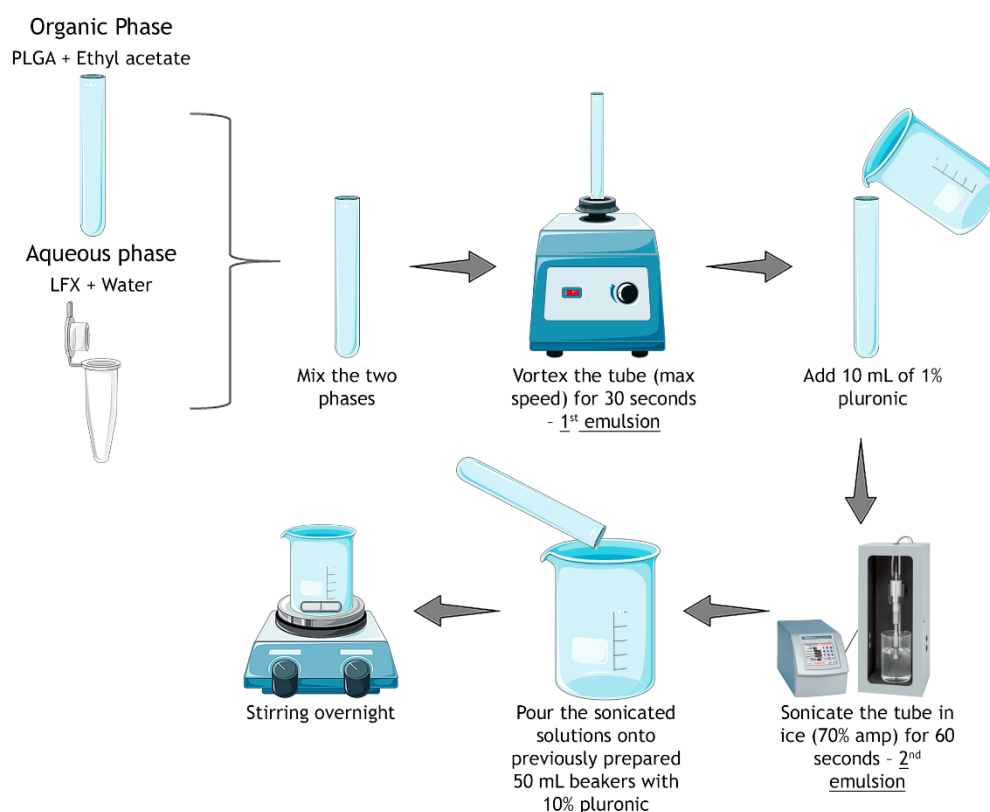 Organic Phase
PLGA + Ethyl acetate
Aqueous phase
LFX + Water
Mix the two
phases
Vortex the tube (max
speed) for 30 seconds
– 1st emulsion
Add 10 mL of 1%
pluronic
Sonicate the tube in
ice (70% amp) for 60
seconds – 2nd
emulsion
Pour the sonicated
solutions onto
previously prepared
50 mL beakers with
10% pluronic
Stirring overnight